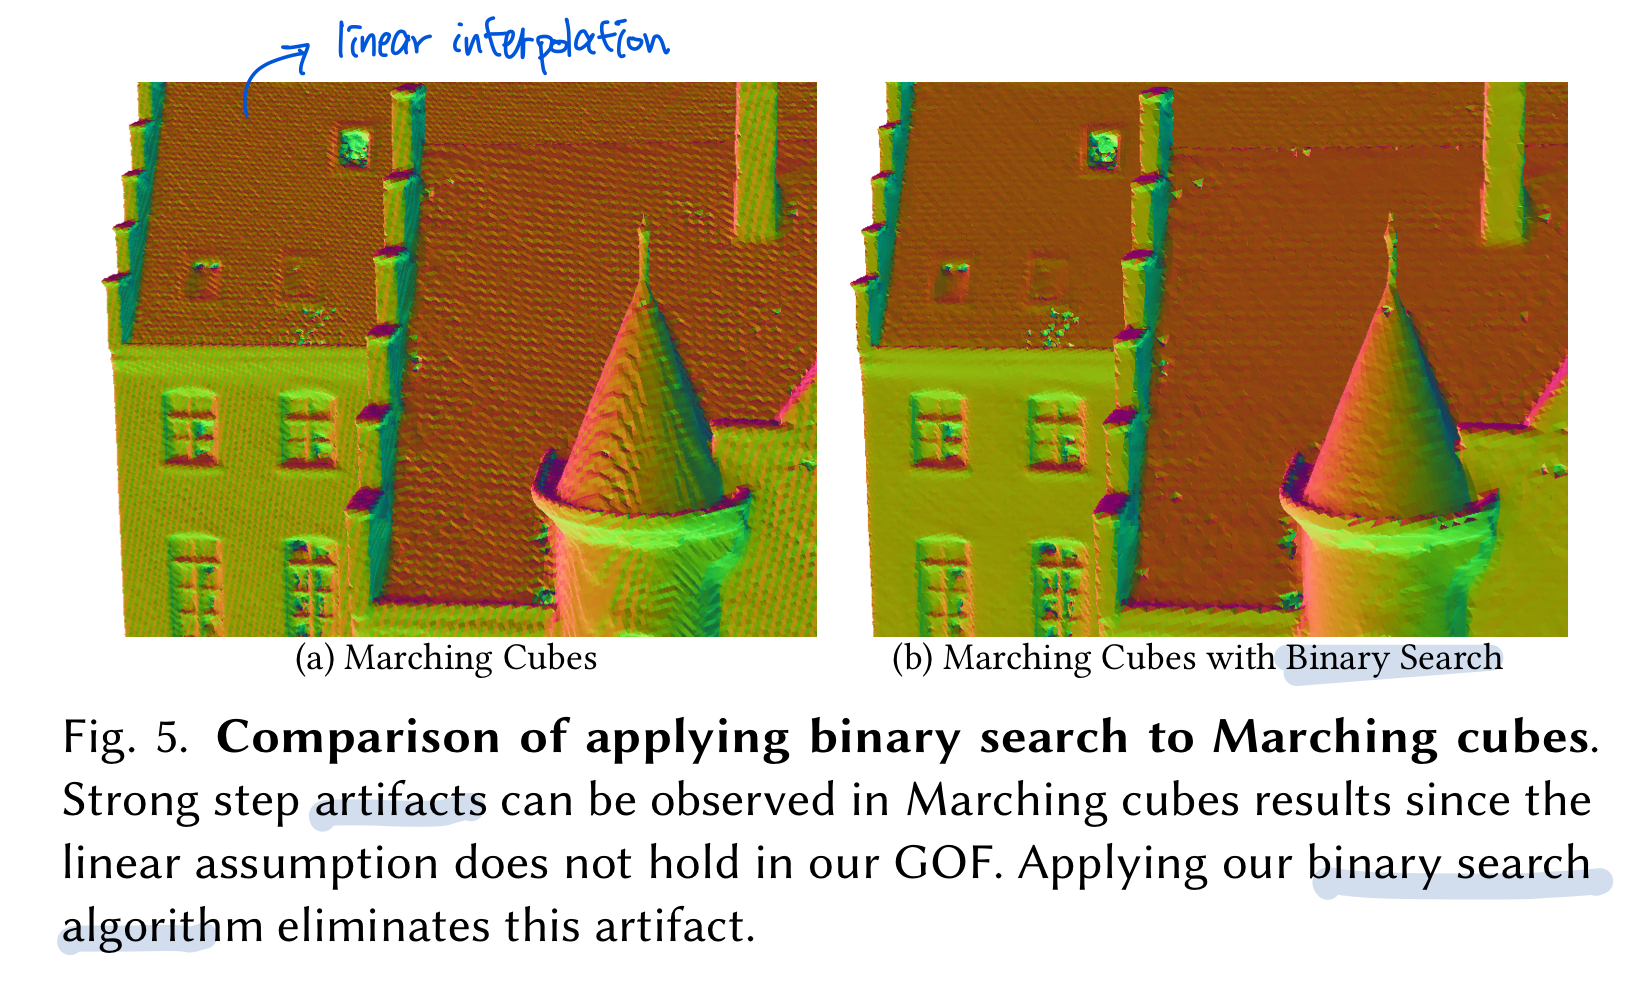 linear interpolation
(a) Marching Cubes
(b) Marching Cubes with Binary Search
Fig. 5. Comparison of applying binary search to Marching cubes.
Strong step artifacts can be observed in Marching cubes results since the
linear assumption does not hold in our GOF. Applying our binary search
algorithm eliminates this artifact.